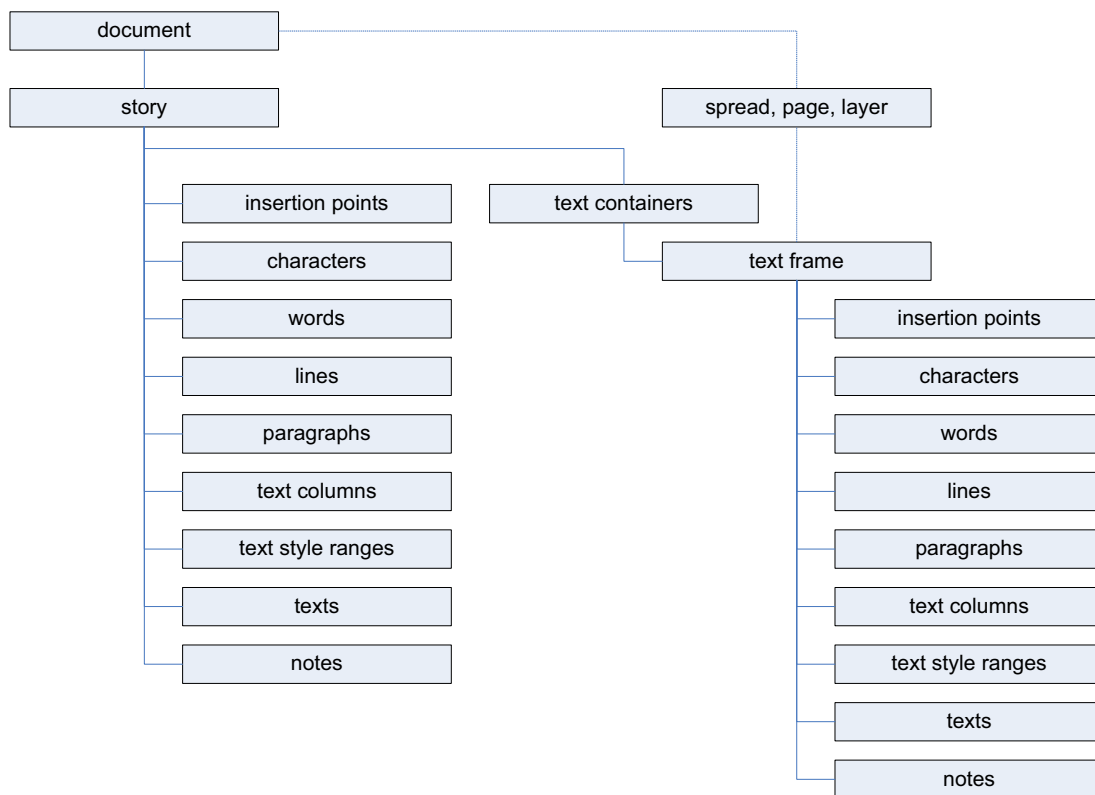 document
story
spread, page, layer
insertion points
text containers
characters
text frame
words
insertion points
lines
characters
paragraphs
words
text columns
lines
text style ranges
paragraphs
texts
text columns
notes
text style ranges
texts
notes